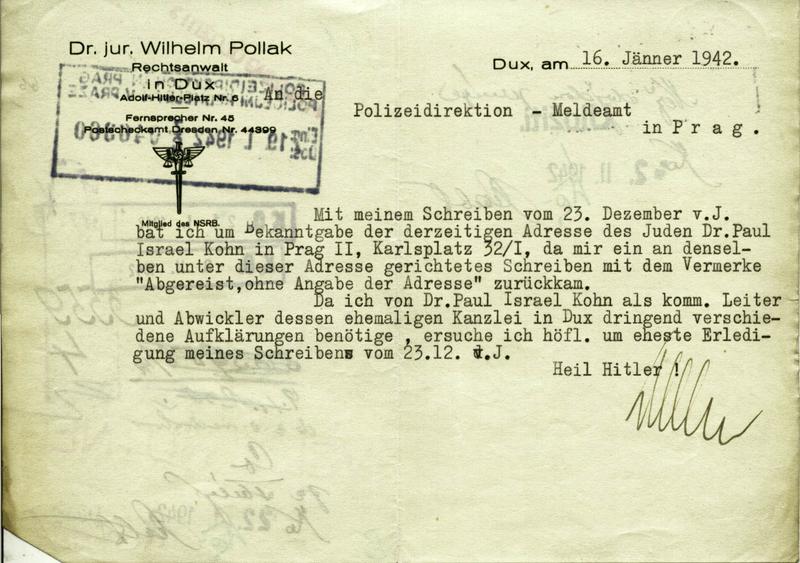 Dr. jur. Wilhelm Pollak
Rechtsanwalt
in Dux
Adolf-Hitler-Platz Nr. 6
Fernsprecher Nr. 45
Postscheckamt Dresden Nr. 44399
Mitglied des NSRB.
Dux, am 16. Jänner 1942.
An die
Polizeidirektion - Meldeamt
in Prag.
Mit meinem Schreiben vom 23. Dezember v.J.
bat ich um Bekanntgabe der derzeitigen Adresse des Juden Dr.Paul
Israel Kohn in Prag II, Karlsplatz 32/I, da mir ein an densel-
ben unter dieser Adresse gerichtetes Schreiben mit dem Vermerke
"Abgereist,ohne Angabe der Adresse" zurückkam.
Da ich von Dr.Paul Israel Kohn als komm. Leiter
und Abwickler dessen ehemaligen Kanzlei in Dux dringend verschie-
dene Aufklärungen benötige , ersuche ich höfl. um eheste Erledi-
gung meines Schreibens vom 23.12. v.J.
Heil Hitler !